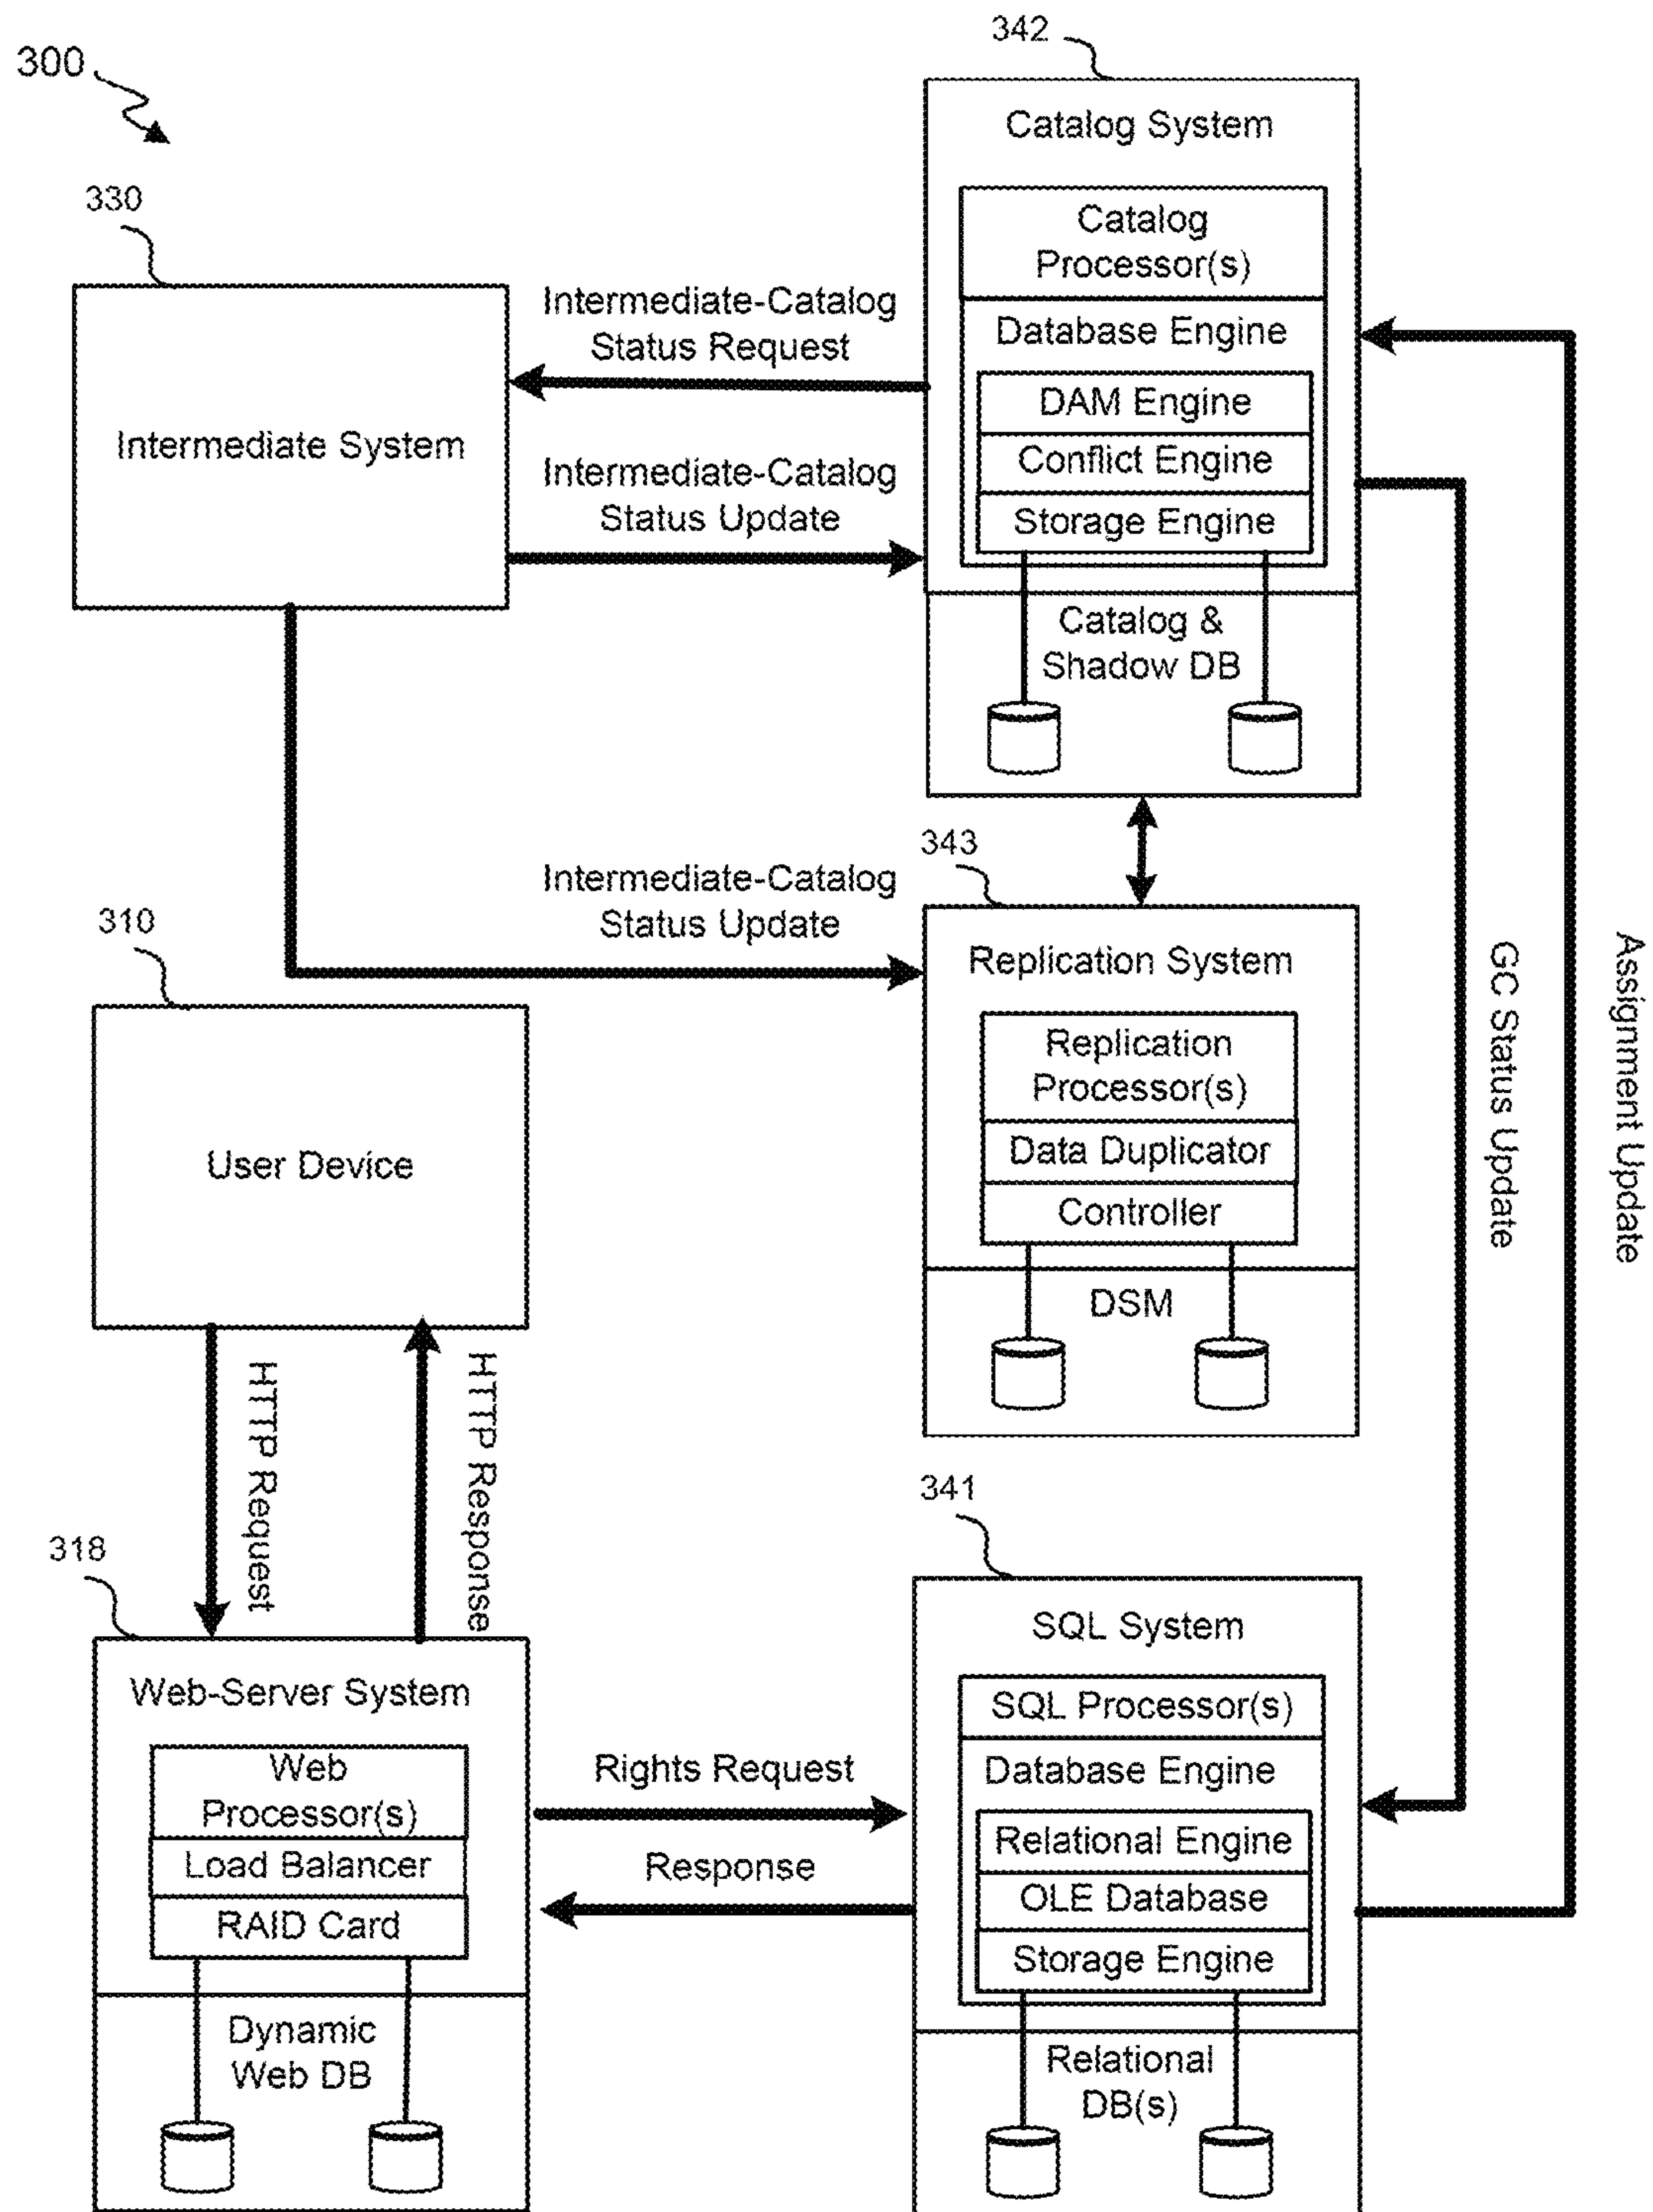 300
342
Catalog System
Catalog
Processor(s)
Database Engine
DAM Engine
Conflict Engine
Storage Engine
Catalog &
Shadow DB
330
Intermediate System
Intermediate-Catalog
Status Request
Intermediate-Catalog
Status Update
Intermediate-Catalog
Status Update
343
Replication System
Replication
Processor(s)
Data Duplicator
Controller
DSM
GC Status Update
Assignment Update
310
User Device
HTTP Request
HTTP Response
318
Web-Server System
Web
Processor(s)
Load Balancer
RAID Card
Dynamic
Web DB
Rights Request
Response
341
SQL System
SQL Processor(s)
Database Engine
Relational Engine
OLE Database
Storage Engine
Relational
DB(s)